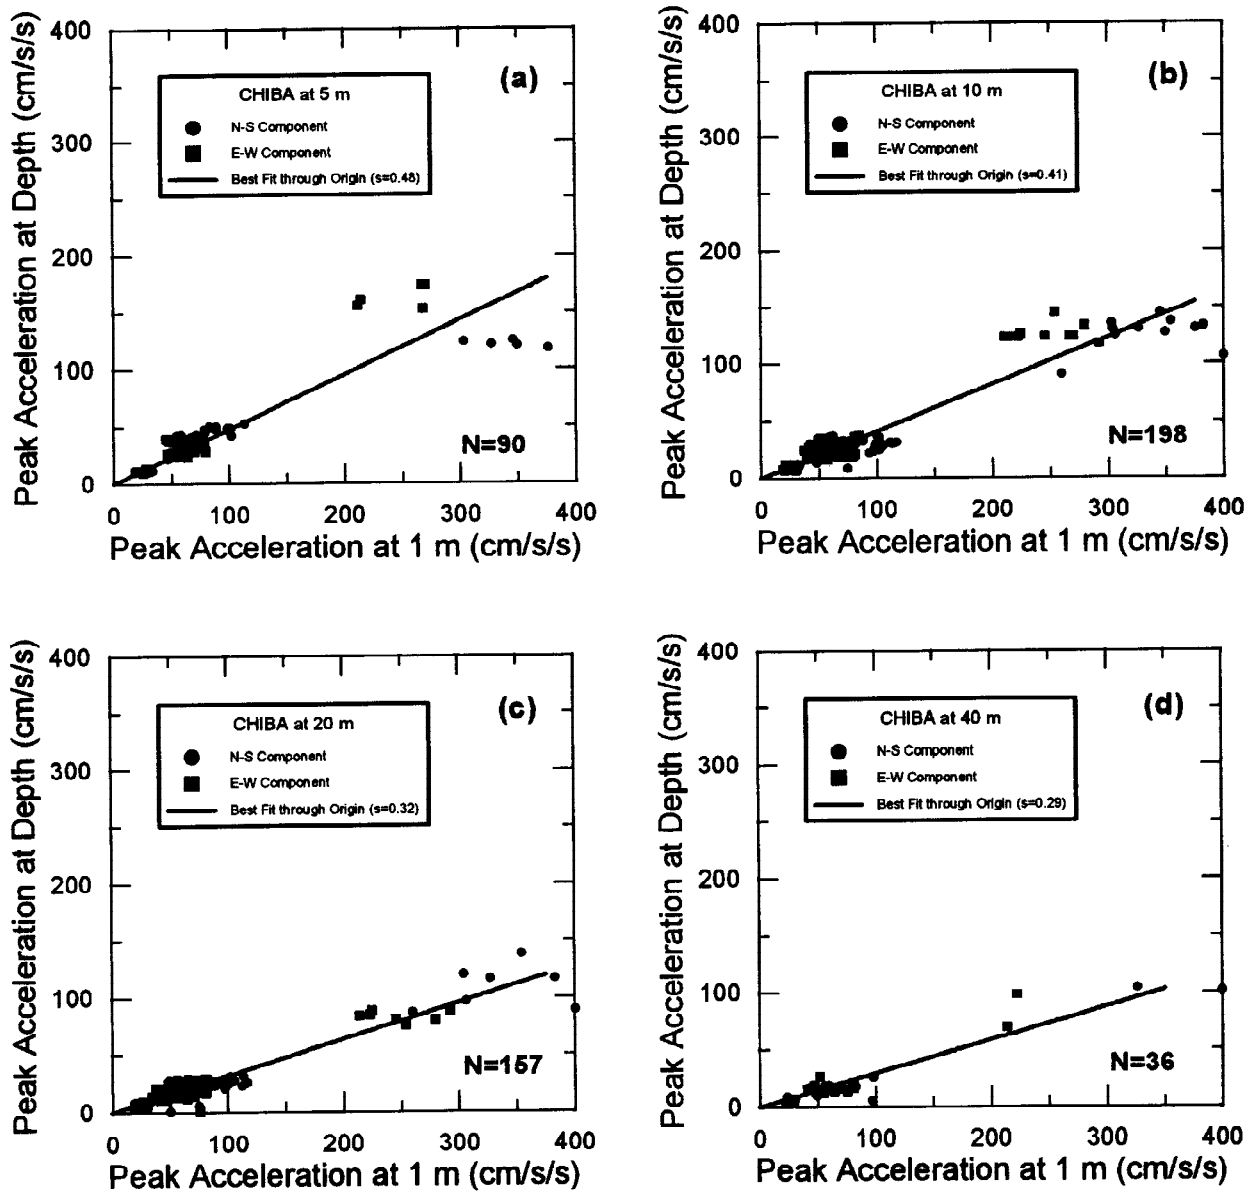 Peak Acceleration at Depth (cm/s/s)
400
300
200
100
0
(a)
CHIBA at 5 m
N-S Component
E-W Component
Best Fit through Origin (s=0.48)
N=90
0 100 200 300 400
Peak Acceleration at 1 m (cm/s/s)
Peak Acceleration at Depth (cm/s/s)
400
300
200
100
0
(b)
CHIBA at 10 m
N-S Component
E-W Component
Best Fit through Origin (s=0.41)
N=198
0 100 200 300 400
Peak Acceleration at 1 m (cm/s/s)
Peak Acceleration at Depth (cm/s/s)
400
300
200
100
0
(c)
CHIBA at 20 m
N-S Component
E-W Component
Best Fit through Origin (s=0.32)
N=157
0 100 200 300 400
Peak Acceleration at 1 m (cm/s/s)
Peak Acceleration at Depth (cm/s/s)
400
300
200
100
0
(d)
CHIBA at 40 m
N-S Component
E-W Component
Best Fit through Origin (s=0.29)
N=36
0 100 200 300 400
Peak Acceleration at 1 m (cm/s/s)